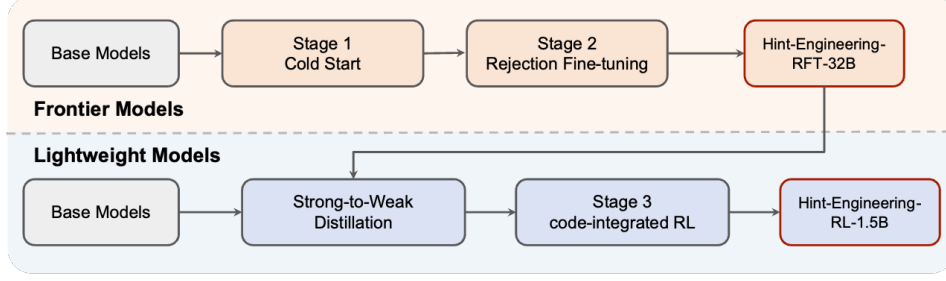 Base Models
Stage 1
Cold Start
Stage 2
Rejection Fine-tuning
Hint-Engineering-
RFT-32B
Frontier Models
Lightweight Models
Base Models
Strong-to-Weak
Distillation
Stage 3
code-integrated RL
Hint-Engineering-
RL-1.5B